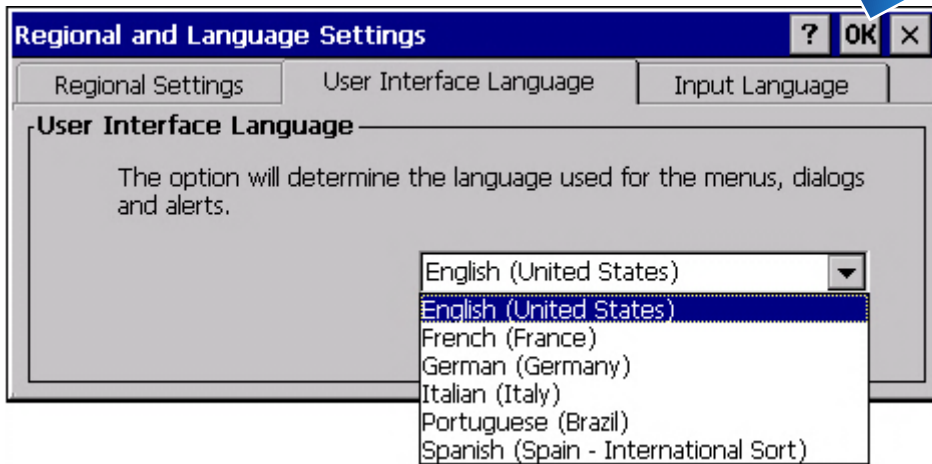 Regional and Language Settings ? OK ×
Regional Settings User Interface Language Input Language
User Interface Language
The option will determine the language used for the menus, dialogs
and alerts.
English (United States)
English (United States)
French (France)
German (Germany)
Italian (Italy)
Portuguese (Brazil)
Spanish (Spain - International Sort)